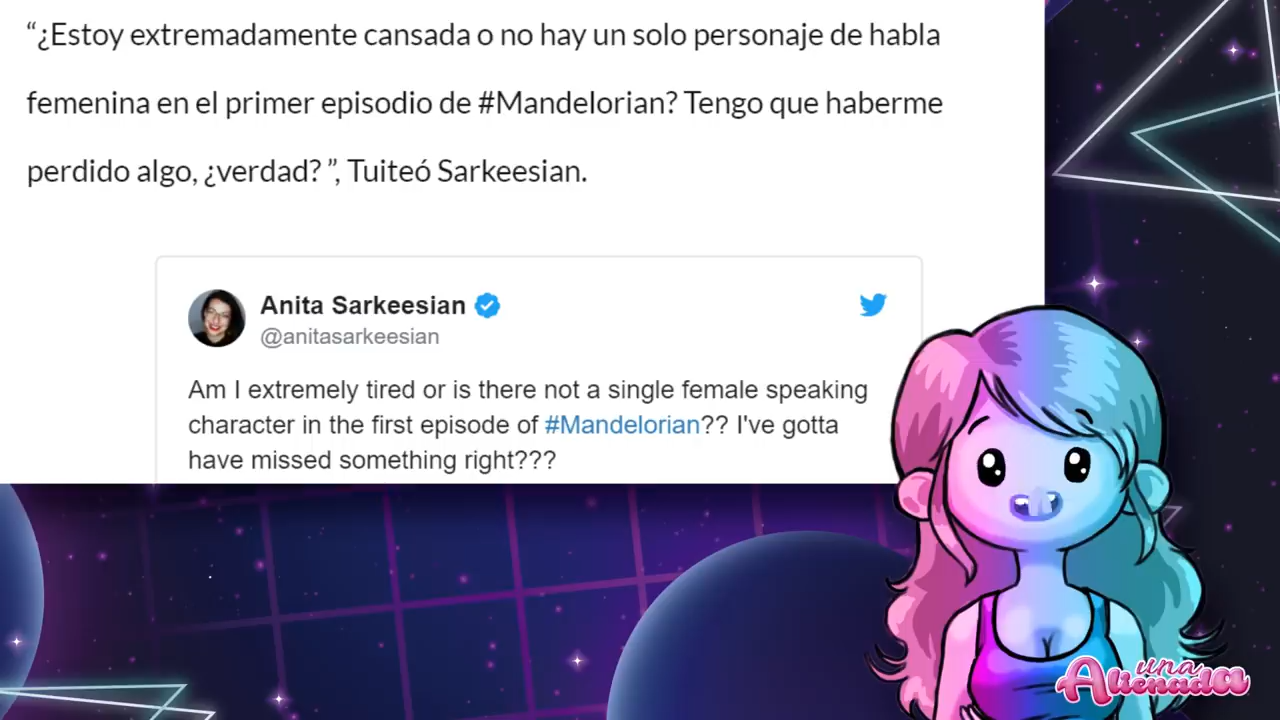 “¿Estoy extremadamente cansada o no hay un solo personaje de habla
femenina en el primer episodio de #Mandelorian? Tengo que haberme
perdido algo, ¿verdad? ”, Tuiteó Sarkeesian.
Anita Sarkeesian
@anitasarkeesian
Am I extremely tired or is there not a single female speaking
character in the first episode of #Mandelorian?? I've gotta
have missed something right???
una
Alienada